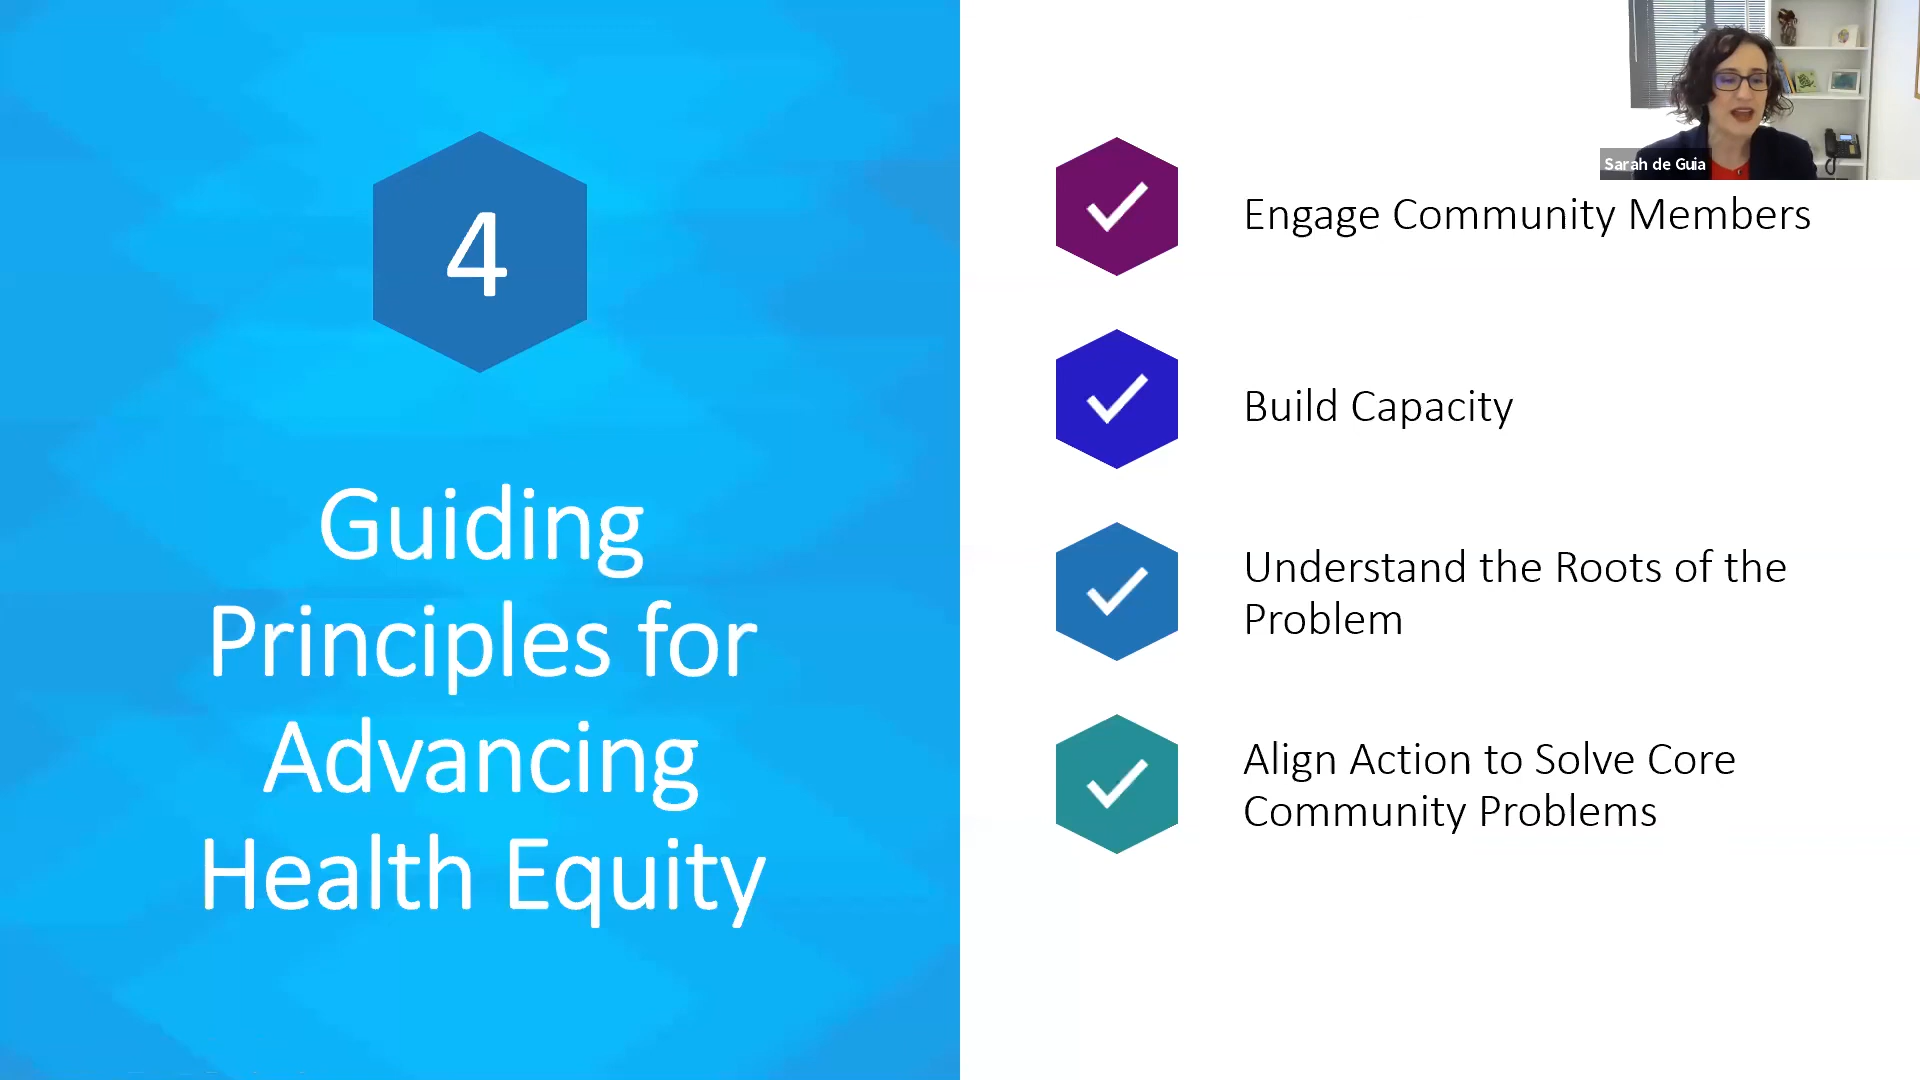 4
Guiding
Principles for
Advancing
Health Equity
Sarah de Guia
Engage Community Members
Build Capacity
Understand the Roots of the
Problem
Align Action to Solve Core
Community Problems